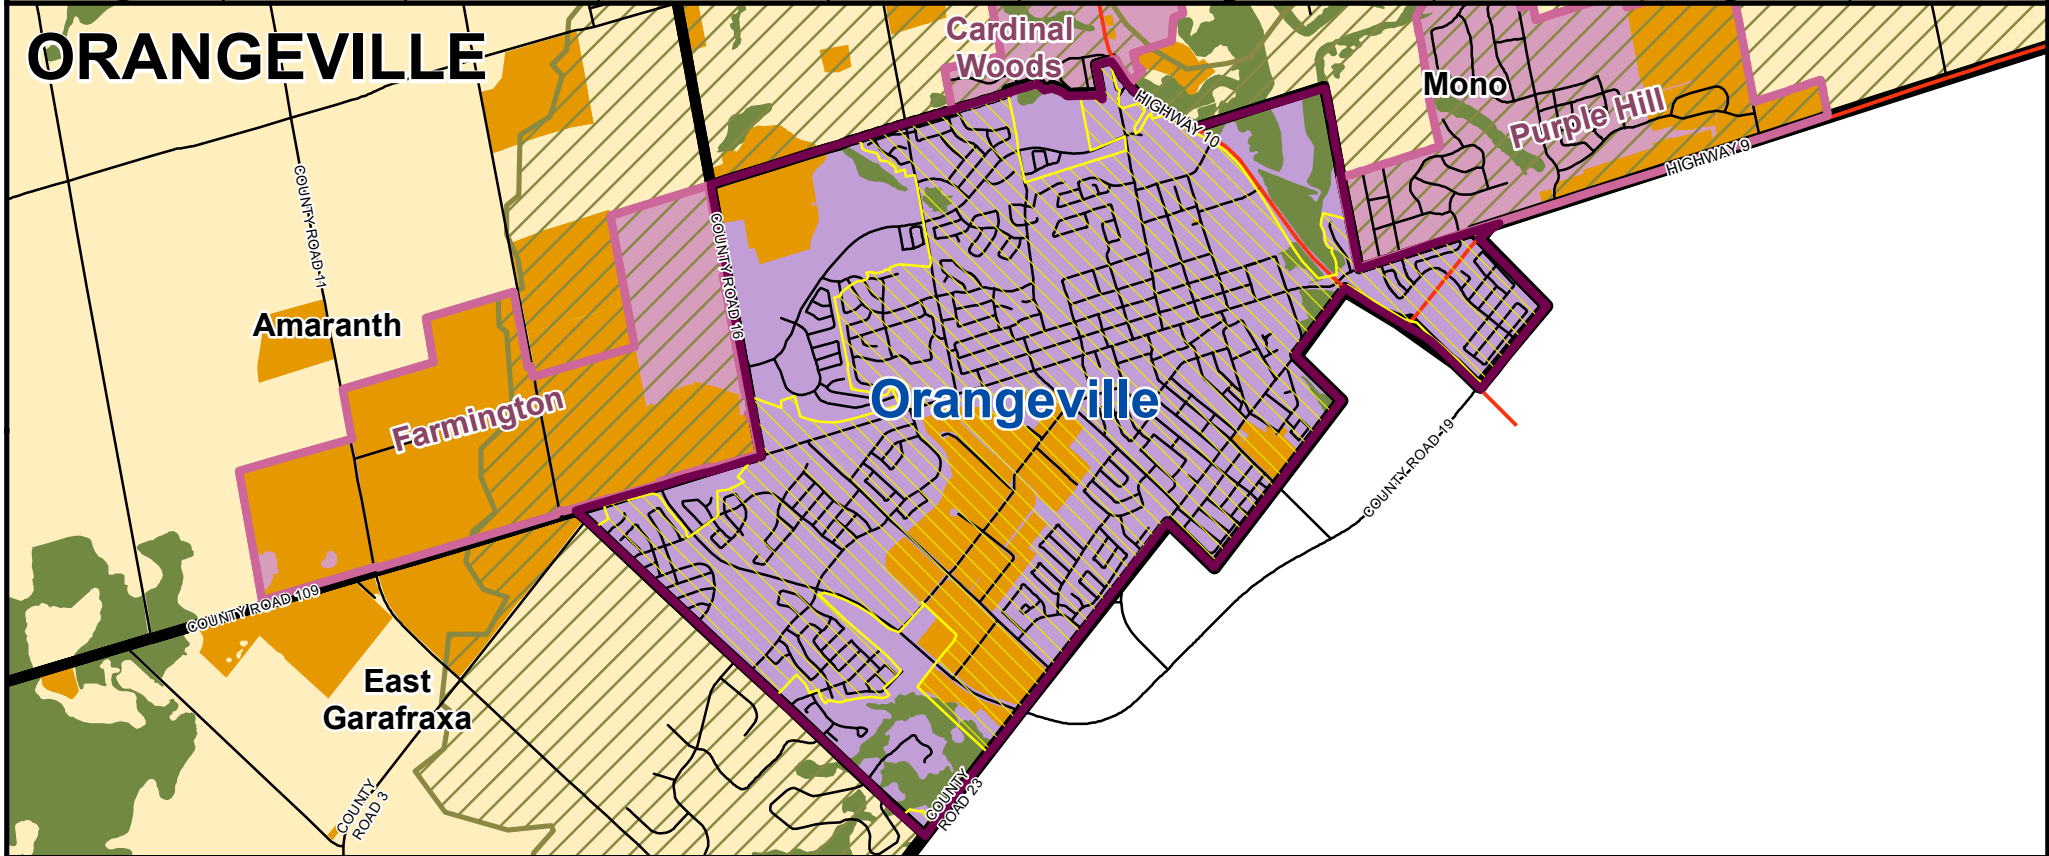 ORANGEVILLE
Cardinal
Woods
Mono
Purple Hill
HIGHWAY 10
HIGHWAY 9
COUNTY ROAD 11
COUNTY ROAD 16
Amaranth
Farmington
Orangeville
COUNTY ROAD 19
COUNTY ROAD 109
East
Garafraxa
COUNTY
ROAD 3
COUNTY
ROAD 23